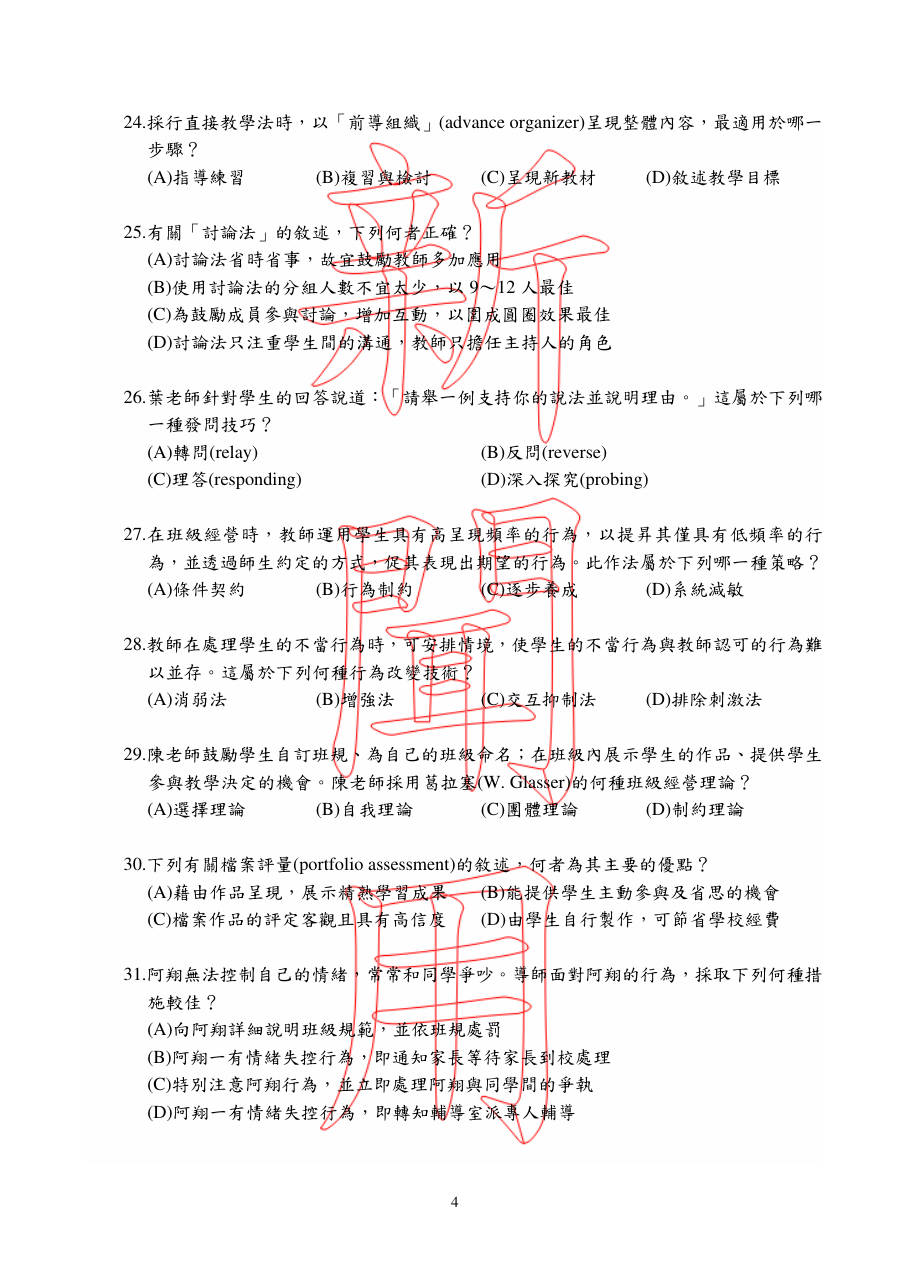 24.採行直接教學法時，以「前導組織」(advance organizer)呈現整體內容，最適用於哪一
步驟？
(A)指導練習 (B)複習與檢討 (C)呈現新教材 (D)敘述教學目標
25.有關「討論法」的敘述，下列何者正確？
(A)討論法省時省事，故宜鼓勵教師多加應用
(B)使用討論法的分組人數不宜太少，以 9～12 人最佳
(C)為鼓勵成員參與討論，增加互動，以圍成圓圈效果最佳
(D)討論法只注重學生間的溝通，教師只擔任主持人的角色
26.葉老師針對學生的回答說道：「請舉一例支持你的說法並說明理由。」這屬於下列哪
一種發問技巧？
(A)轉問(relay) (B)反問(reverse)
(C)理答(responding) (D)深入探究(probing)
27.在班級經營時，教師運用學生具有高呈現頻率的行為，以提昇其僅具有低頻率的行
為，並透過師生約定的方式，促其表現出期望的行為。此作法屬於下列哪一種策略？
(A)條件契約 (B)行為制約 (C)逐步養成 (D)系統減敏
28.教師在處理學生的不當行為時，可安排情境，使學生的不當行為與教師認可的行為難
以並存。這屬於下列何種行為改變技術？
(A)消弱法 (B)增強法 (C)交互抑制法 (D)排除刺激法
29.陳老師鼓勵學生自訂班規、為自己的班級命名；在班級內展示學生的作品、提供學生
參與教學決定的機會。陳老師採用葛拉塞(W. Glasser)的何種班級經營理論？
(A)選擇理論 (B)自我理論 (C)團體理論 (D)制約理論
30.下列有關檔案評量(portfolio assessment)的敘述，何者為其主要的優點？
(A)藉由作品呈現，展示精熟學習成果 (B)能提供學生主動參與及省思的機會
(C)檔案作品的評定客觀且具有高信度 (D)由學生自行製作，可節省學校經費
31.阿翔無法控制自己的情緒，常常和同學爭吵。導師面對阿翔的行為，採取下列何種措
施較佳？
(A)向阿翔詳細說明班級規範，並依班規處罰
(B)阿翔一有情緒失控行為，即通知家長等待家長到校處理
(C)特別注意阿翔行為，並立即處理阿翔與同學間的爭執
(D)阿翔一有情緒失控行為，即轉知輔導室派專人輔導
4
新聞用